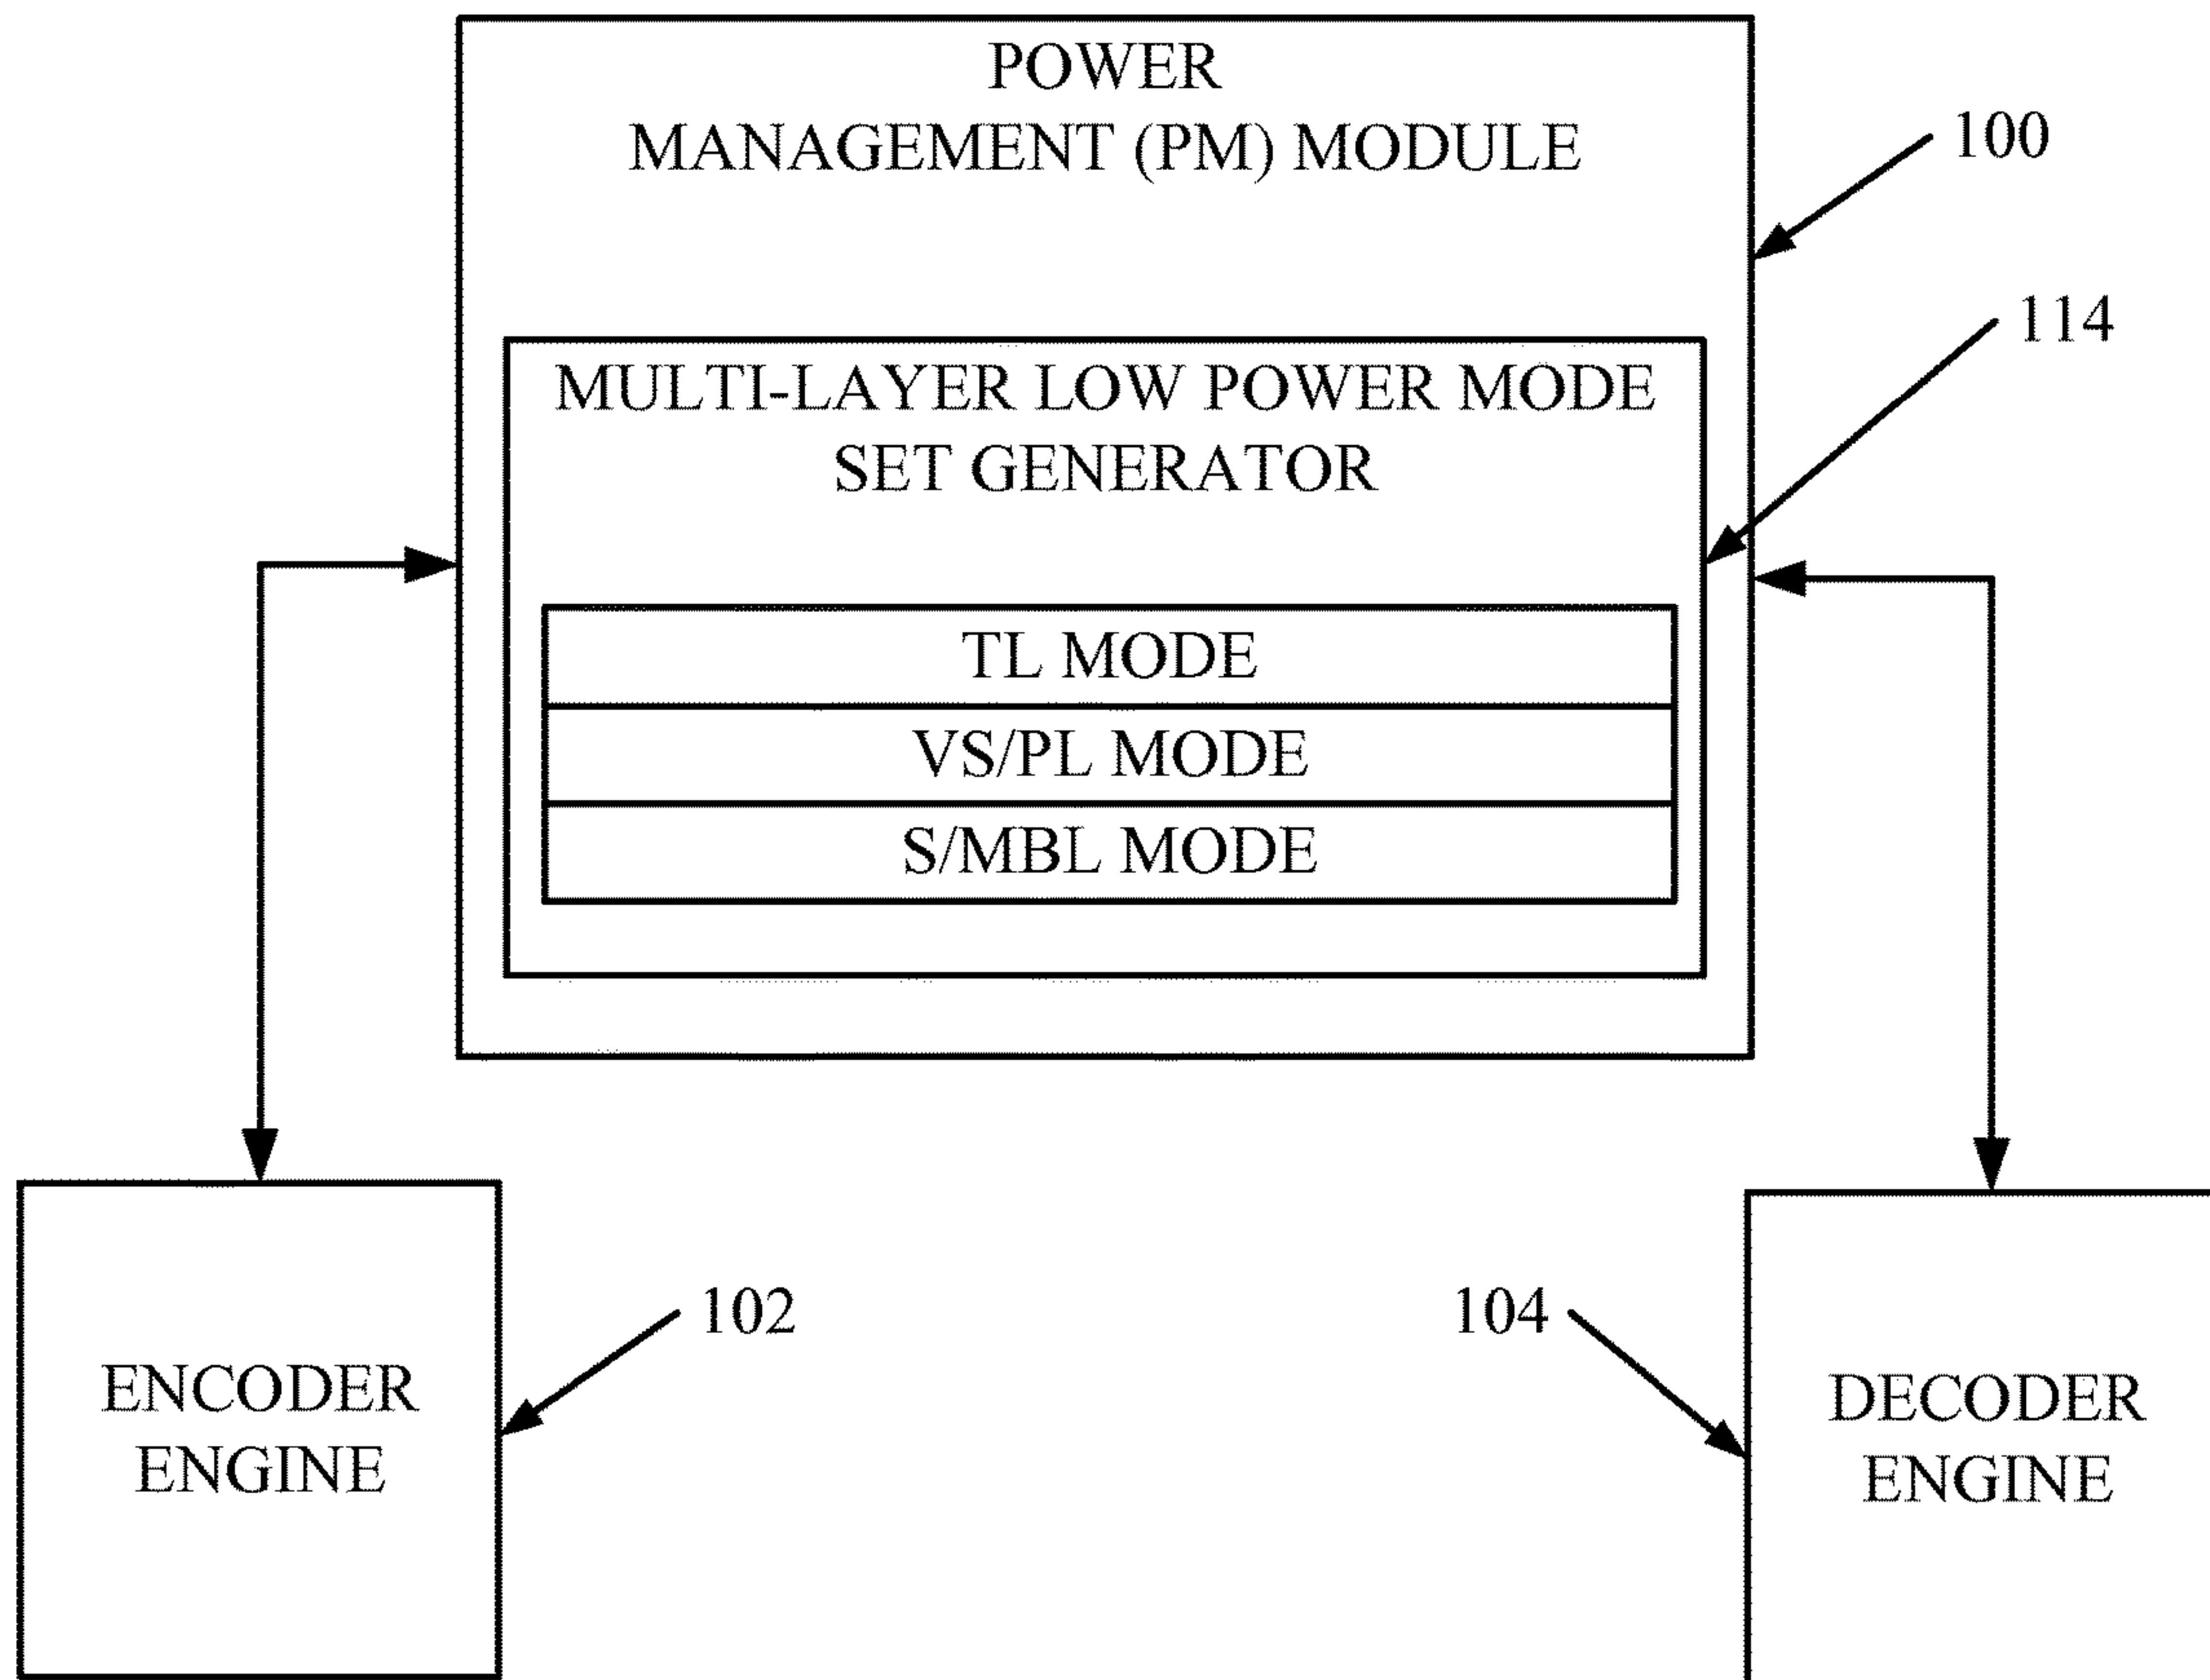 POWER
MANAGEMENT (PM) MODULE
100
114
MULTI-LAYER LOW POWER MODE
SET GENERATOR
TL MODE
VS/PL MODE
S/MBL MODE
102
104
ENCODER
ENGINE
DECODER
ENGINE